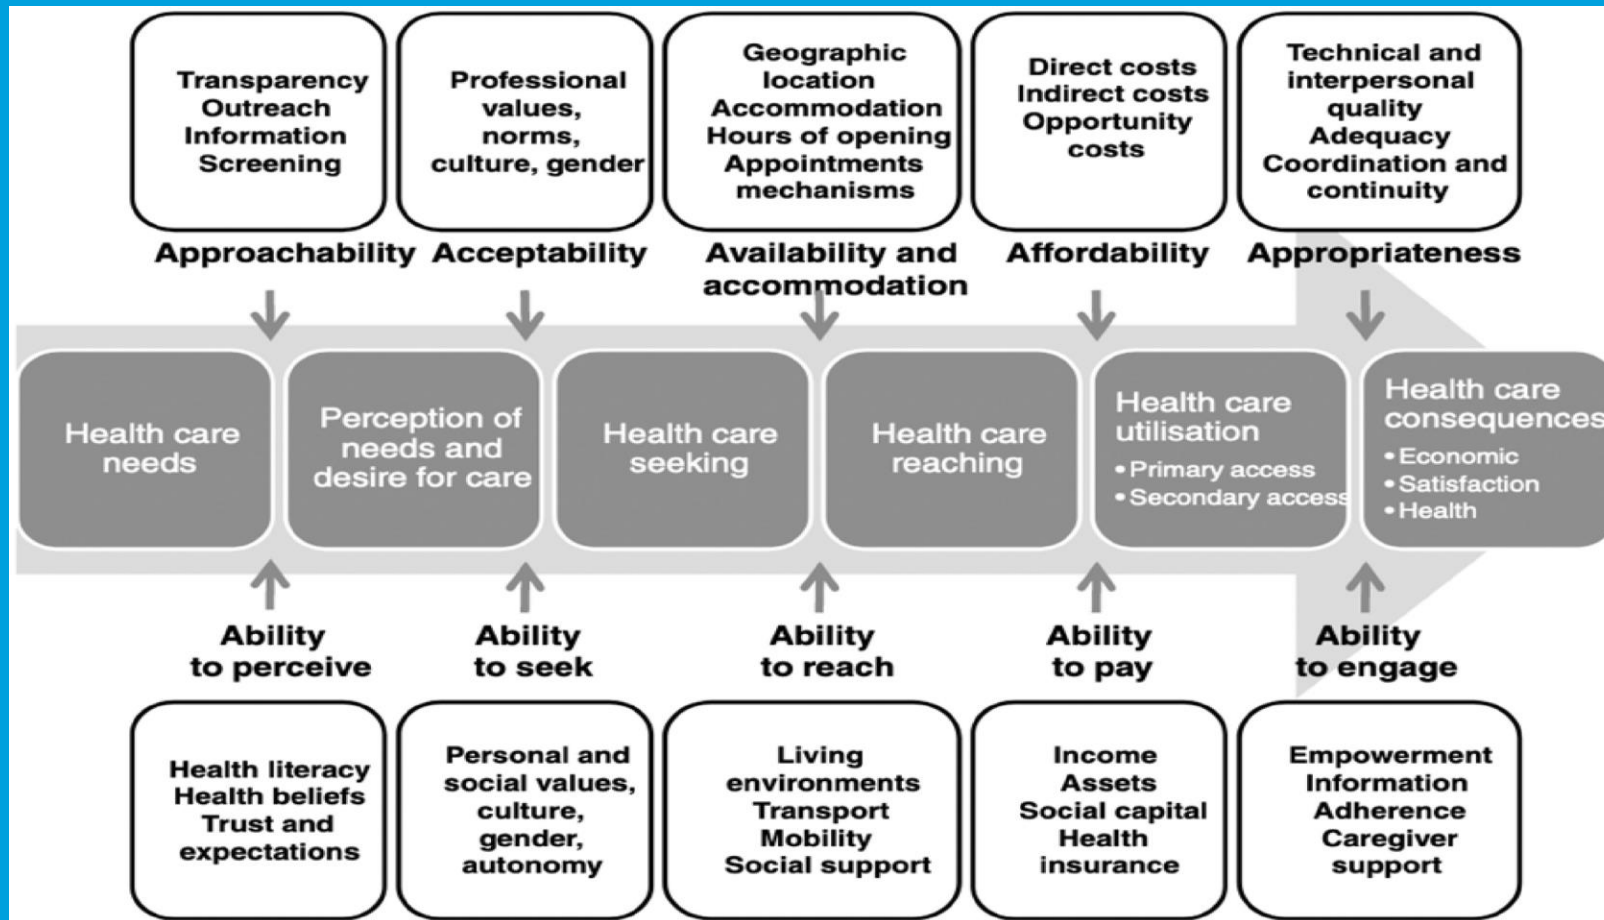 Transparency
Outreach
Information
Screening
Professional
values,
norms,
culture, gender
Geographic
location
Accommodation
Hours of opening
Appointments
mechanisms
Direct costs
Indirect costs
Opportunity
costs
Technical and
interpersonal
quality
Adequacy
Coordination and
continuity
Approachability
Acceptability
Availability and
accommodation
Affordability
Appropriateness
Health care
needs
Perception of
needs and
desire for care
Health care
seeking
Health care
reaching
Health care
utilisation
• Primary access
• Secondary access
Health care
consequences
• Economic
• Satisfaction
• Health
Ability
to perceive
Ability
to seek
Ability
to reach
Ability
to pay
Ability
to engage
Health literacy
Health beliefs
Trust and
expectations
Personal and
social values,
culture,
gender,
autonomy
Living
environments
Transport
Mobility
Social support
Income
Assets
Social capital
Health
insurance
Empowerment
Information
Adherence
Caregiver
support